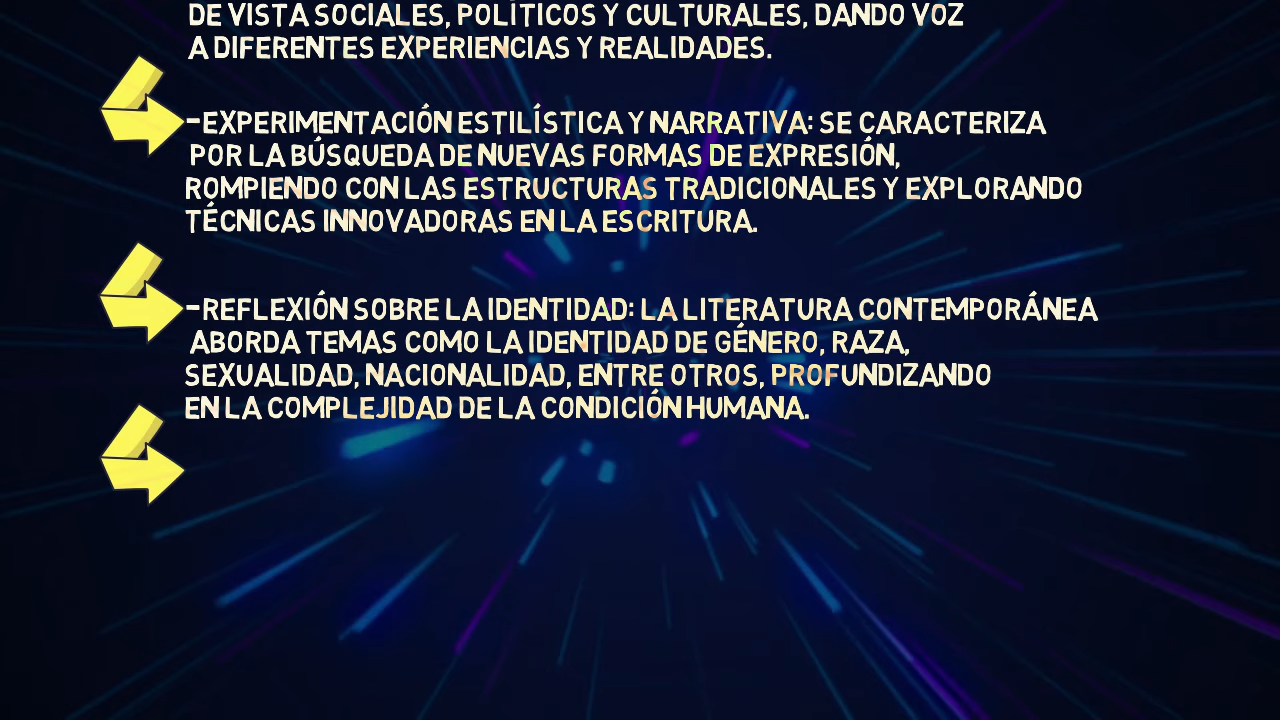 DE VISTA SOCIALES, POLÍTICOS Y CULTURALES, DANDO VOZ
A DIFERENTES EXPERIENCIAS Y REALIDADES.
-EXPERIMENTACIÓN ESTILÍSTICA Y NARRATIVA: SE CARACTERIZA
POR LA BÚSQUEDA DE NUEVAS FORMAS DE EXPRESIÓN,
ROMPIENDO CON LAS ESTRUCTURAS TRADICIONALES Y EXPLORANDO
TÉCNICAS INNOVADORAS EN LA ESCRITURA.
-REFLEXIÓN SOBRE LA IDENTIDAD: LA LITERATURA CONTEMPORÁNEA
ABORDA TEMAS COMO LA IDENTIDAD DE GÉNERO, RAZA,
SEXUALIDAD, NACIONALIDAD, ENTRE OTROS, PROFUNDIZANDO
EN LA COMPLEJIDAD DE LA CONDICIÓN HUMANA.